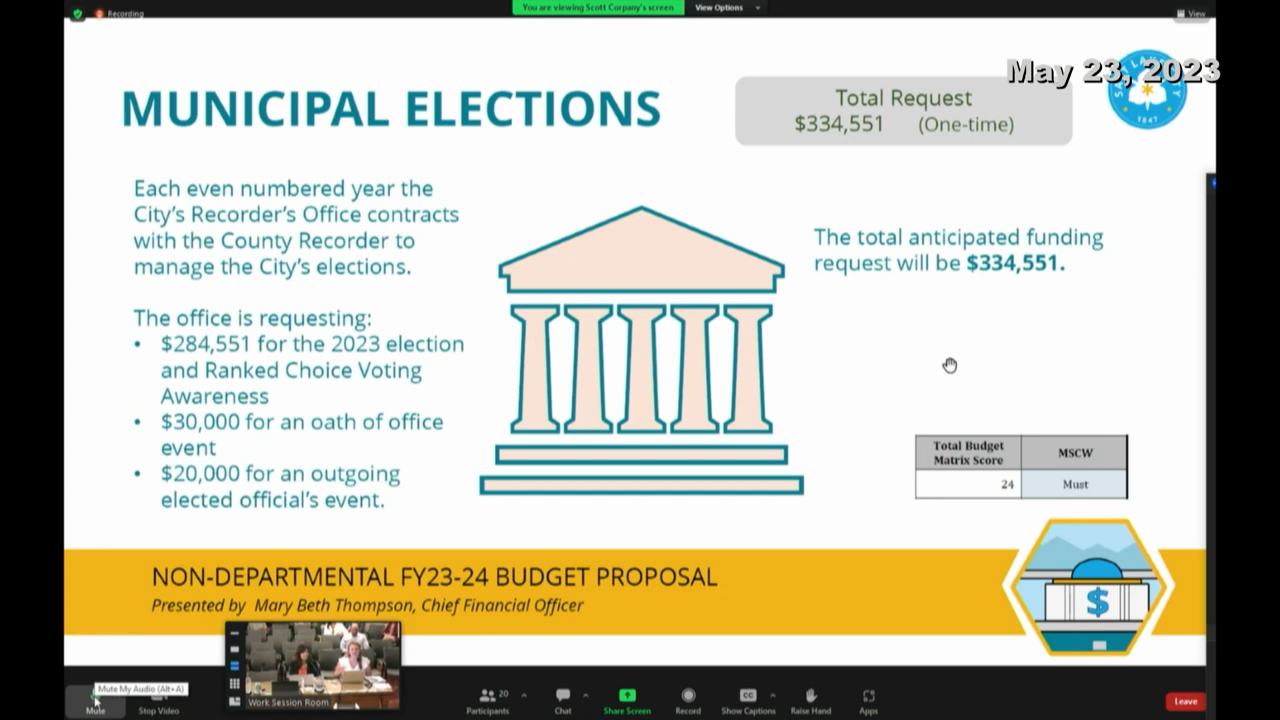 Recording
You are viewing Scott Corpany's screen
View Options
View
May 23, 2023
MUNICIPAL ELECTIONS
Total Request
$334,551 (One-time)
SALT LAKE CITY
1847
Each even numbered year the
City's Recorder's Office contracts
with the County Recorder to
manage the City's elections.
The office is requesting:
• $284,551 for the 2023 election
and Ranked Choice Voting
Awareness
• $30,000 for an oath of office
event
• $20,000 for an outgoing
elected official's event.
The total anticipated funding
request will be $334,551.
Total Budget
Matrix Score
MSCW
24
Must
NON-DEPARTMENTAL FY23-24 BUDGET PROPOSAL
Presented by Mary Beth Thompson, Chief Financial Officer
$
Work Session Room
Mute My Audio (Alt+A)
Mute
Stop Video
Participants
20
Chat
Share Screen
Record
CC
Show Captions
Raise Hand
Apps
Leave